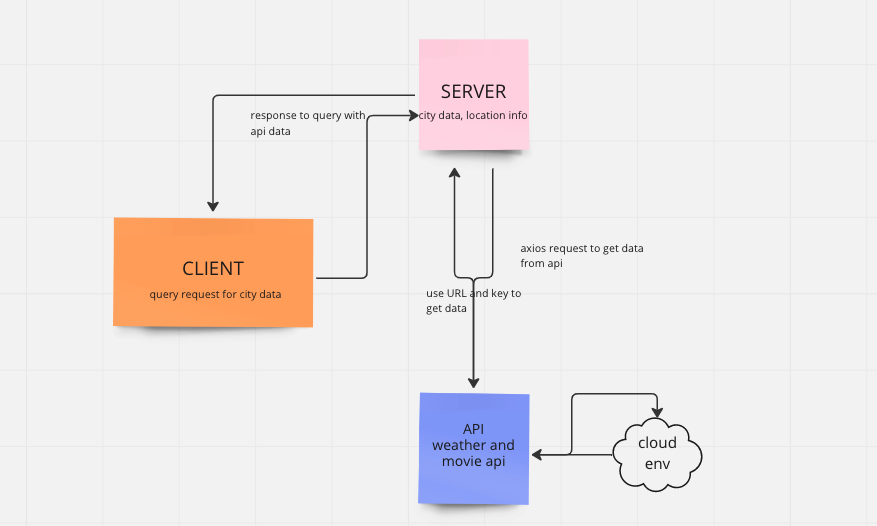 SERVER
city data, location info
response to query with
api data
CLIENT
query request for city data
axios request to get data
from api
use URL and key to
get data
API
weather and
movie api
cloud
env